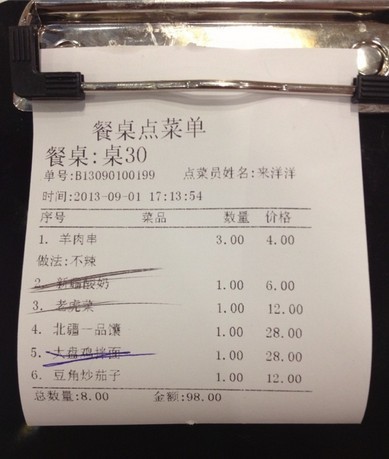 餐桌点菜单
餐桌:桌30
单号:B13090100199 点菜员姓名:来洋洋
时间:2013-09-01 17:13:54
序号 菜品 数量 价格
1. 羊肉串 3.00 4.00
做法:不辣
2. 新疆酸奶 1.00 6.00
3. 老虎菜 1.00 12.00
4. 北疆一品馕 1.00 28.00
5. 大盘鸡拌面 1.00 28.00
6. 豆角炒茄子 1.00 12.00
总数量:8.00 金额:98.00